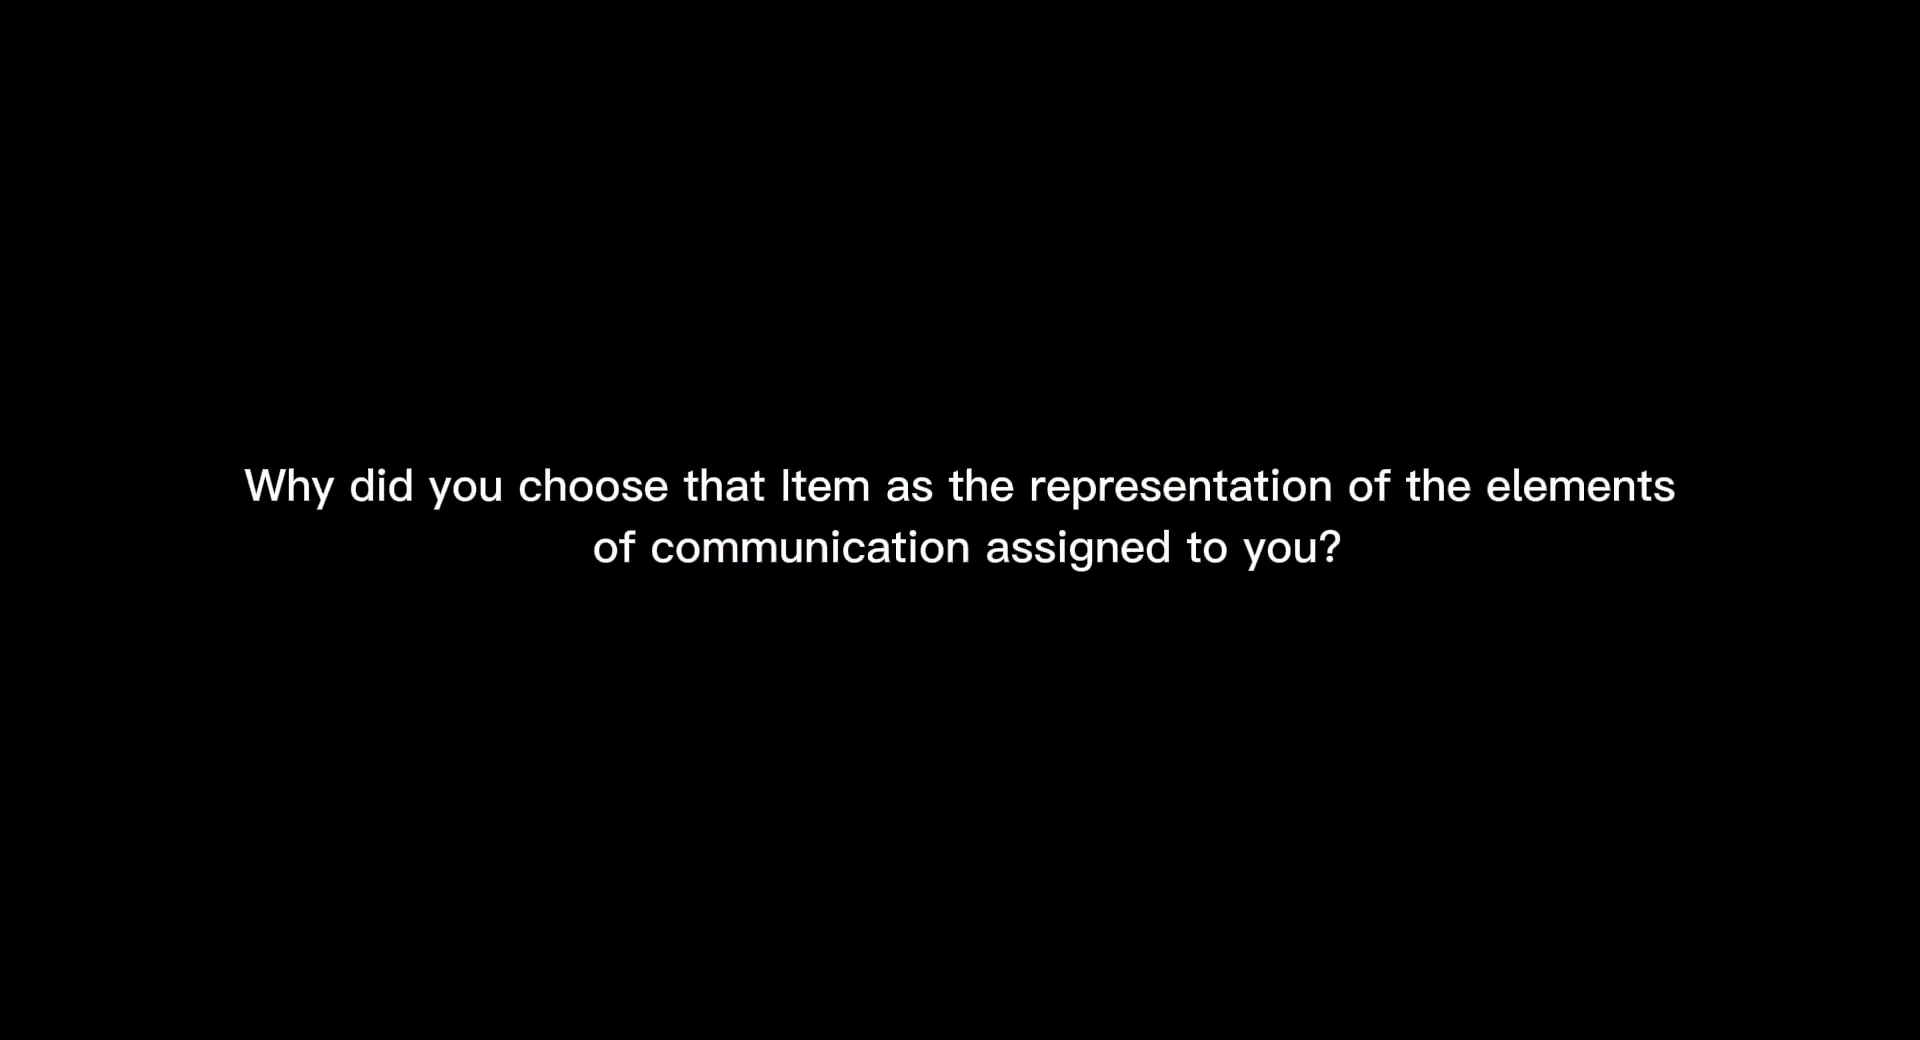 Why did you choose that Item as the representation of the elements
of communication assigned to you?